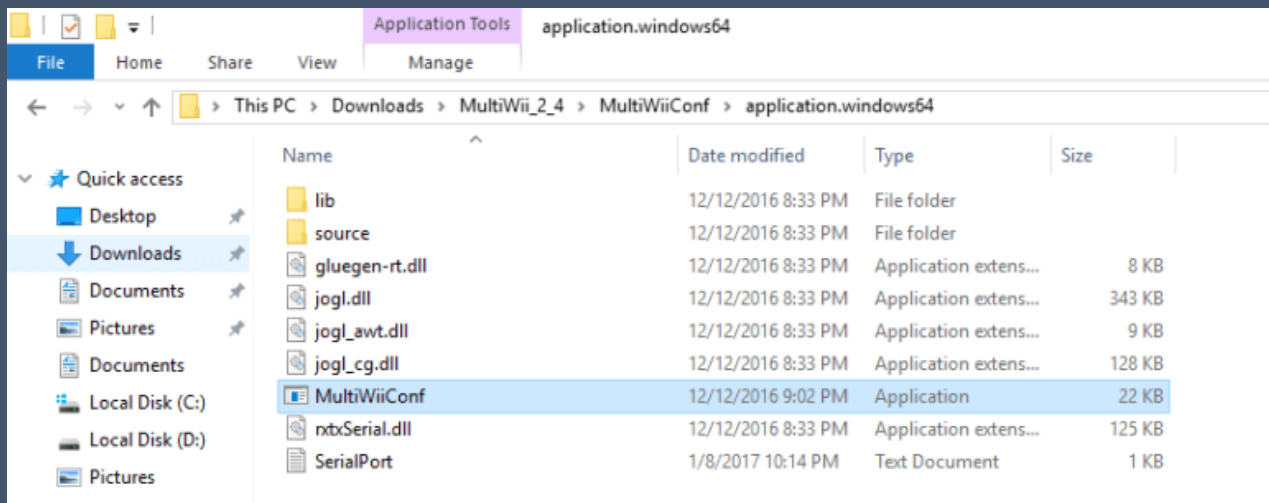 Application Tools application.windows64
File Home Share View Manage
This PC > Downloads > MultiWii_2_4 > MultiWiiConf > application.windows64
Name Date modified Type Size
Quick access
Desktop
Downloads
Documents
Pictures
Documents
Local Disk (C:)
Local Disk (D:)
Pictures
lib 12/12/2016 8:33 PM File folder
source 12/12/2016 8:33 PM File folder
gluegen-rt.dll 12/12/2016 8:33 PM Application extens... 8 KB
jogl.dll 12/12/2016 8:33 PM Application extens... 343 KB
jogl_awt.dll 12/12/2016 8:33 PM Application extens... 9 KB
jogl_cg.dll 12/12/2016 8:33 PM Application extens... 128 KB
MultiWiiConf 12/12/2016 9:02 PM Application 22 KB
rxtxSerial.dll 12/12/2016 8:33 PM Application extens... 125 KB
SerialPort 1/8/2017 10:14 PM Text Document 1 KB